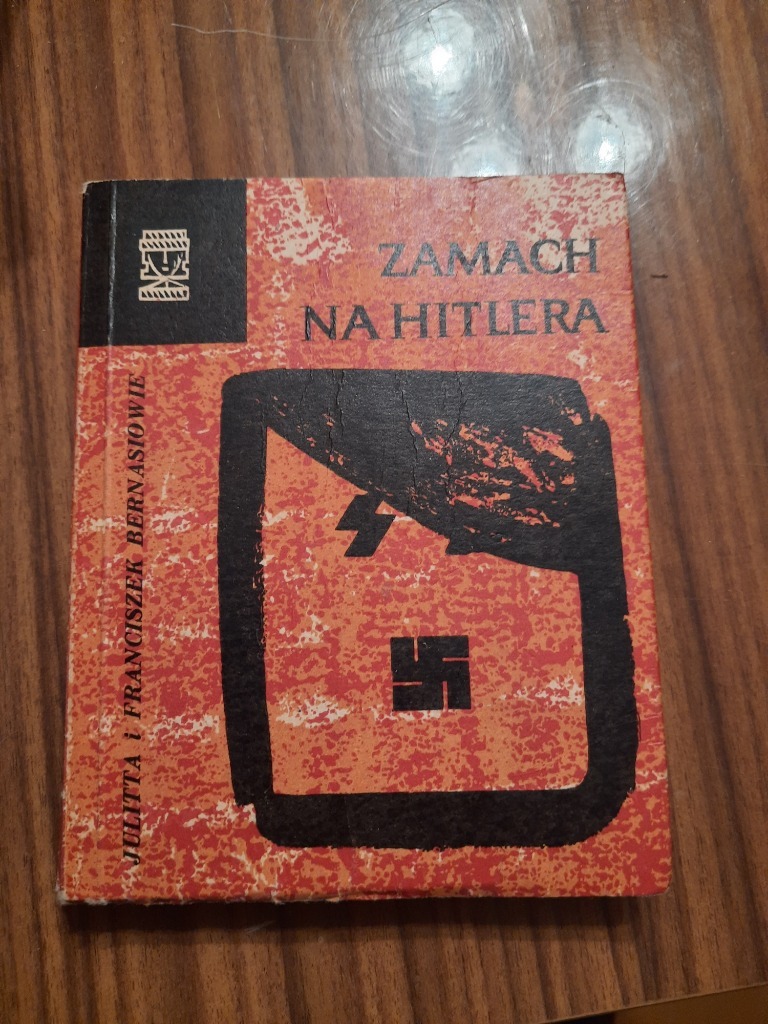 ZAMACH
NA HITLERA
JULITTA i FRANCISZEK BERNASIOWIE